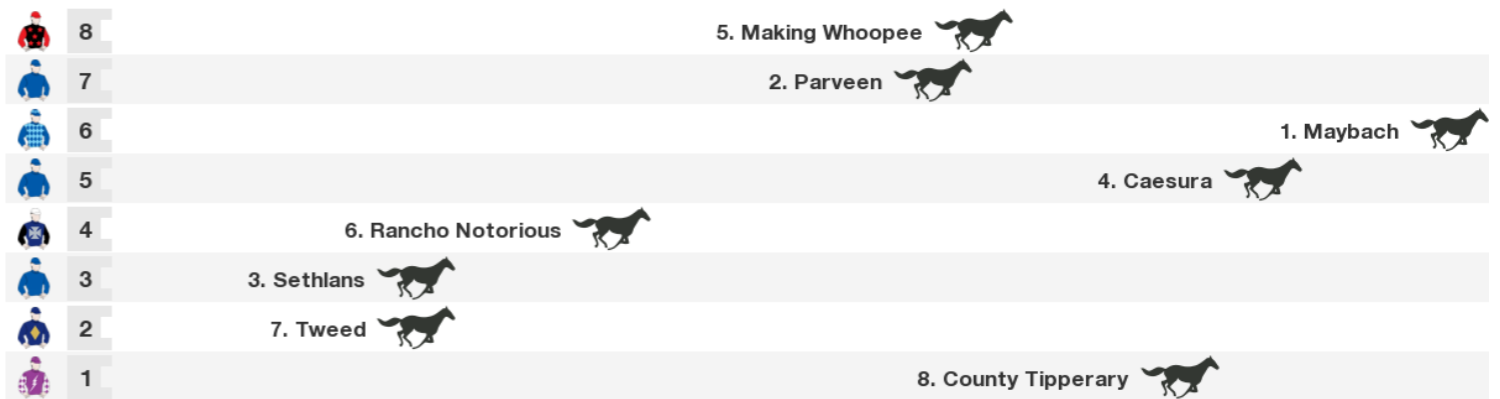 8 5. Making Whoopee
7 2. Parveen
6 1. Maybach
5 4. Caesura
4 6. Rancho Notorious
3 3. Sethlans
2 7. Tweed
1 8. County Tipperary